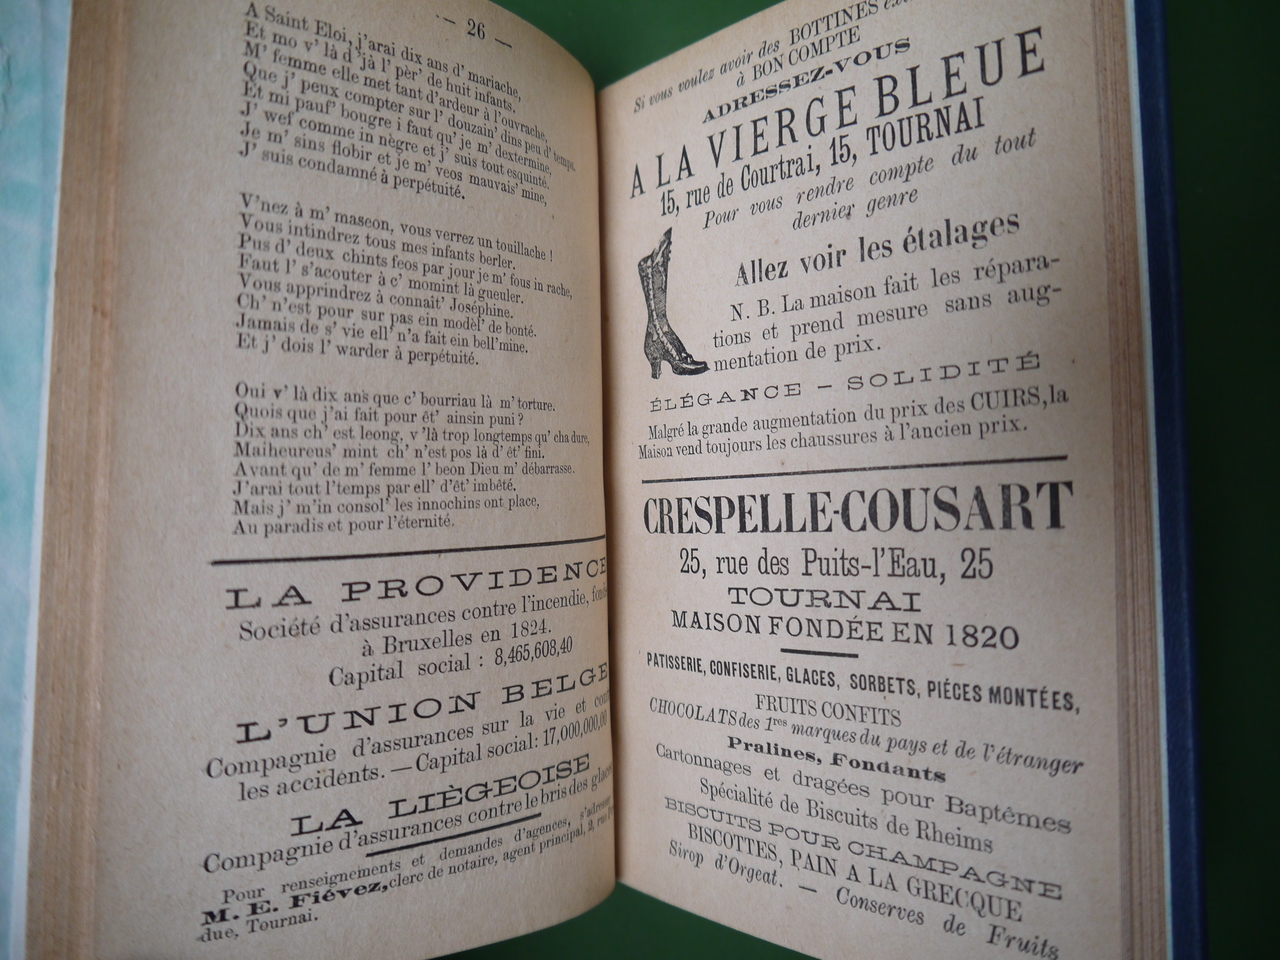 — 26 —
A Saint Eloi, j'arai dix ans d' mariache,
Et mo v' là d'jà l' pèr' de huit infants.
M' femme elle met tant d'ardeur à l'ouvrache,
Que j' peux compter sur l' douzain' dins peu d' temps.
Et mi pauf' bougre i faut qu' je m' dextermine,
J' wef comme in nègre et j' suis tout esquinté.
Je m' sins flobir et je m' veos mauvais' mine,
J' suis condamné à perpétuité.
V'nez à m' maseon, vous verrez un touillache !
Vous intindrez tous mes infants berler.
Pus d' deux chints feos par jour je m' fous in rache,
Faut l' s'acouter à c' momint là gueuler.
Vous apprindrez à connaît' Joséphine.
Ch' n'est pour sur pas ein modèl' de bonté.
Jamais de s' vie ell' n'a fait ein bell'mine.
Et j' dois l' warder à perpétuité.
Oui v' là dix ans que c' bourriau là m' torture.
Quois que j'ai fait pour êt' ainsin puni ?
Dix ans ch' est leong, v 'là trop longtemps qu' cha dure,
Malheureus' mint ch' n'est pos là d' êt' fini.
Avant qu' de m' femme l' beon Dieu m' débarrasse.
J'arai tout l'temps par ell' d'êt' imbêté.
Mais j' m'in consol' les innochins ont place,
Au paradis et pour l'éternité.
LA PROVIDENCE
Société d'assurances contre l'incendie,
à Bruxelles en 1824.
Capital social : 8,465,608,40
L'UNION BELGE
Compagnie d'assurances sur la vie et
les accidents. — Capital social: 17,000,000,00
LA LIÈGEOISE
Compagnie d'assurances contre le bris des
Pour renseignements et demandes d'agences,
M. E. Fiévez, clerc de notaire, agent principal, 2,
due, Tournai.
Si vous voulez avoir des BOTTINES
à BON COMPTE
ADRESSEZ-VOUS
A LA VIERGE BLEUE
15, rue de Courtrai, 15, TOURNAI
Pour vous rendre compte du tout
dernier genre
Allez voir les étalages
N. B. La maison fait les répara-
tions et prend mesure sans aug-
mentation de prix.
ÉLÉGANCE — SOLIDITÉ
Malgré la grande augmentation du prix des CUIRS, la
Maison vend toujours les chaussures à l'ancien prix.
CRESPELLE-COUSART
25, rue des Puits-l'Eau, 25
TOURNAI
MAISON FONDÉE EN 1820
PATISSERIE, CONFISERIE, GLACES, SORBETS, PIÉCES MONTÉES,
FRUITS CONFITS
CHOCOLATS des 1res marques du pays et de l'étranger
Pralines, Fondants
Cartonnages et dragées pour Baptêmes
Spécialité de Biscuits de Rheims
BISCUITS POUR CHAMPAGNE
BISCOTTES, PAIN A LA GRECQUE
Sirop d'Orgeat. — Conserves de Fruits